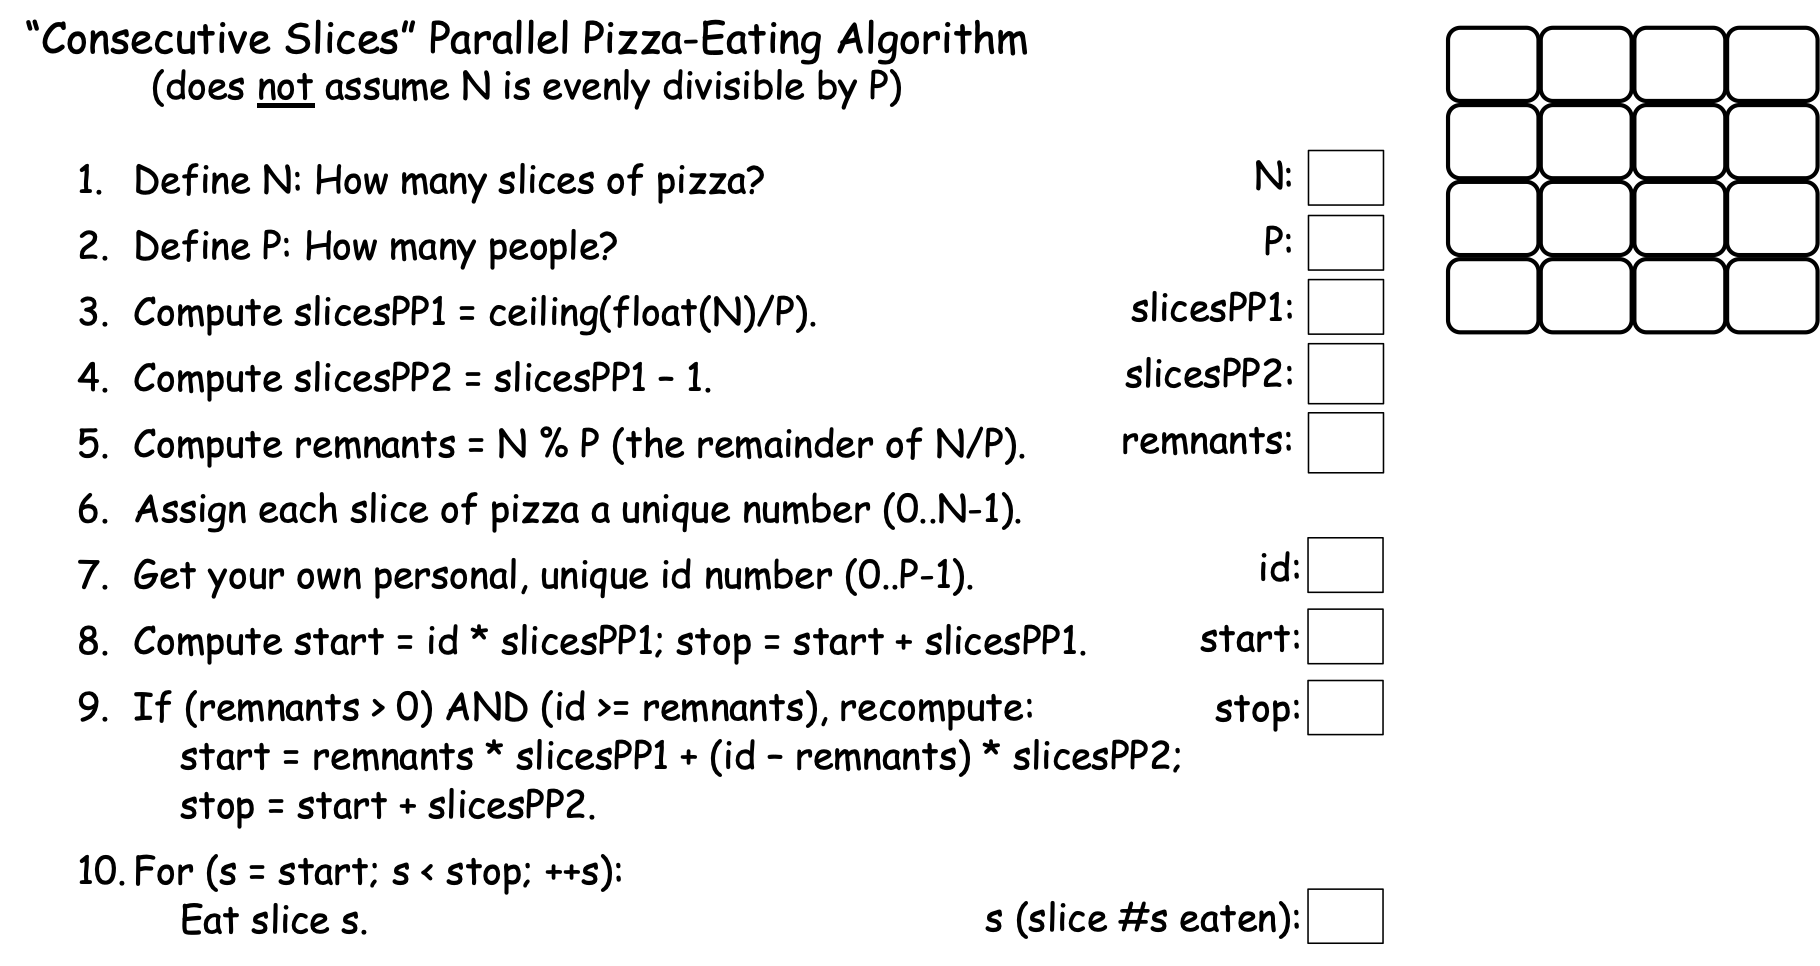 “Consecutive Slices” Parallel Pizza-Eating Algorithm
(does not assume N is evenly divisible by P)
1. Define N: How many slices of pizza?
N:
2. Define P: How many people?
P:
3. Compute slicesPP1 = ceiling(float(N)/P).
slicesPP1:
4. Compute slicesPP2 = slicesPP1 – 1.
slicesPP2:
5. Compute remnants = N % P (the remainder of N/P).
remnants:
6. Assign each slice of pizza a unique number (0..N-1).
7. Get your own personal, unique id number (0..P-1).
id:
8. Compute start = id * slicesPP1; stop = start + slicesPP1.
start:
9. If (remnants > 0) AND (id >= remnants), recompute:
stop:
start = remnants * slicesPP1 + (id – remnants) * slicesPP2;
stop = start + slicesPP2.
10. For (s = start; s < stop; ++s):
Eat slice s.
s (slice #s eaten):